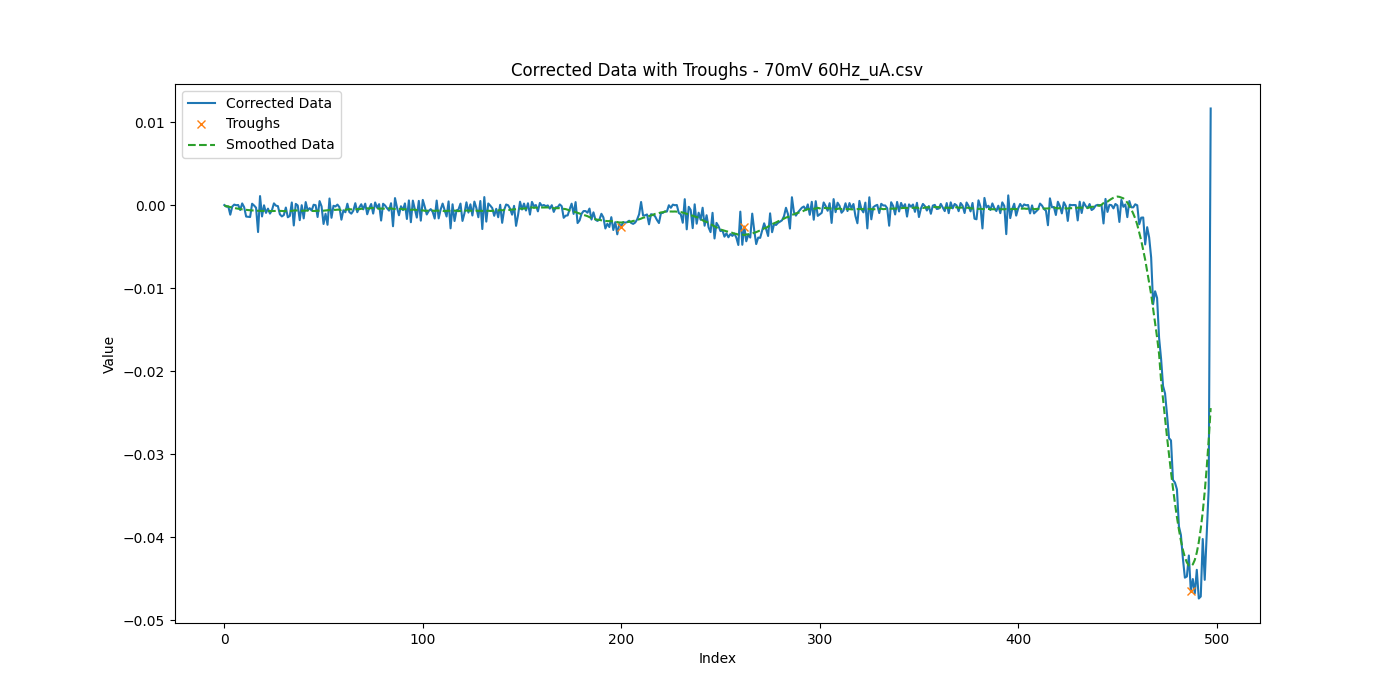 Corrected Data with Troughs - 70mV 60Hz_uA.csv
Corrected Data
Troughs
Smoothed Data
0.01
0.00
−0.01
−0.02
−0.03
−0.04
−0.05
Value
0 100 200 300 400 500
Index